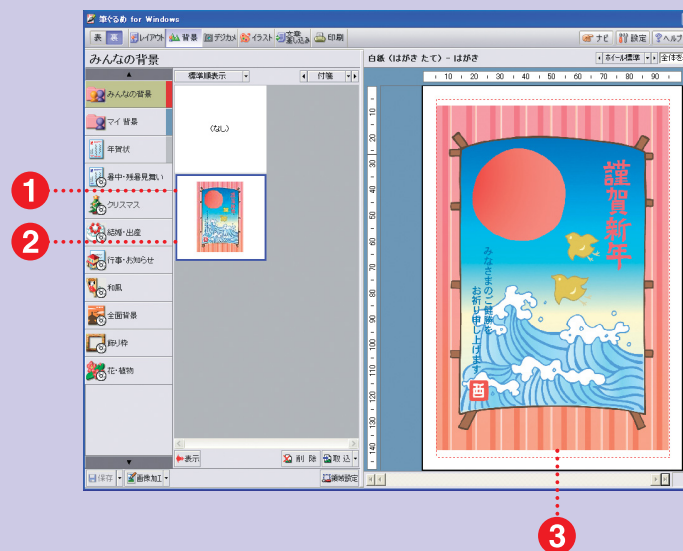 筆ぐるめ for Windows
表 裏 レイアウト 背景 デジカメ イラスト 文章差し込み 印刷 ナビ 設定 ヘルプ
みんなの背景
白紙 (はがき たて) - はがき
ホイール標準
全体を
標準順表示
付箋
10 20 30 40 50 60 70 80 90
みんなの背景
マイ 背景
年賀状
暑中・残暑見舞い
クリスマス
結婚・出産
行事・お知らせ
和風
全面背景
飾り枠
花・植物
(なし)
1
2
10
20
30
40
50
60
70
80
90
100
110
120
130
140
謹賀新年
みなさまのご健勝を
お祈り申し上げます
酉
表示
削 除
取 込
保存
画像加工
領域設定
3